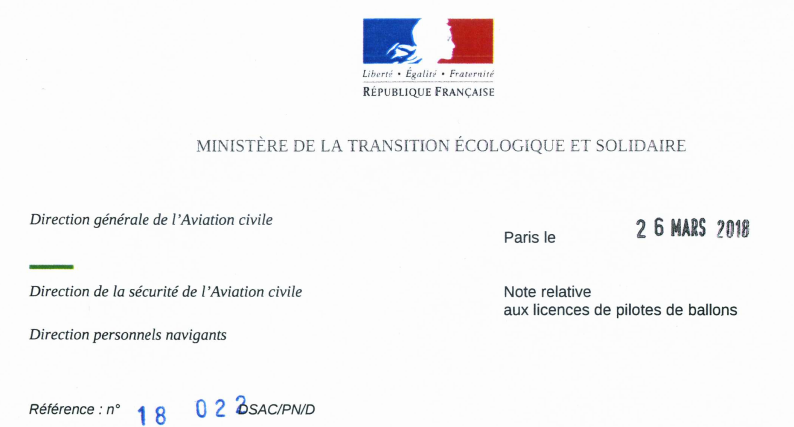 Liberté • Égalité • Fraternité
RÉPUBLIQUE FRANÇAISE
MINISTÈRE DE LA TRANSITION ÉCOLOGIQUE ET SOLIDAIRE
Direction générale de l'Aviation civile
Paris le 26 MARS 2018
Direction de la sécurité de l'Aviation civile
Note relative
aux licences de pilotes de ballons
Direction personnels navigants
Référence : n° 18 022 DSAC/PN/D